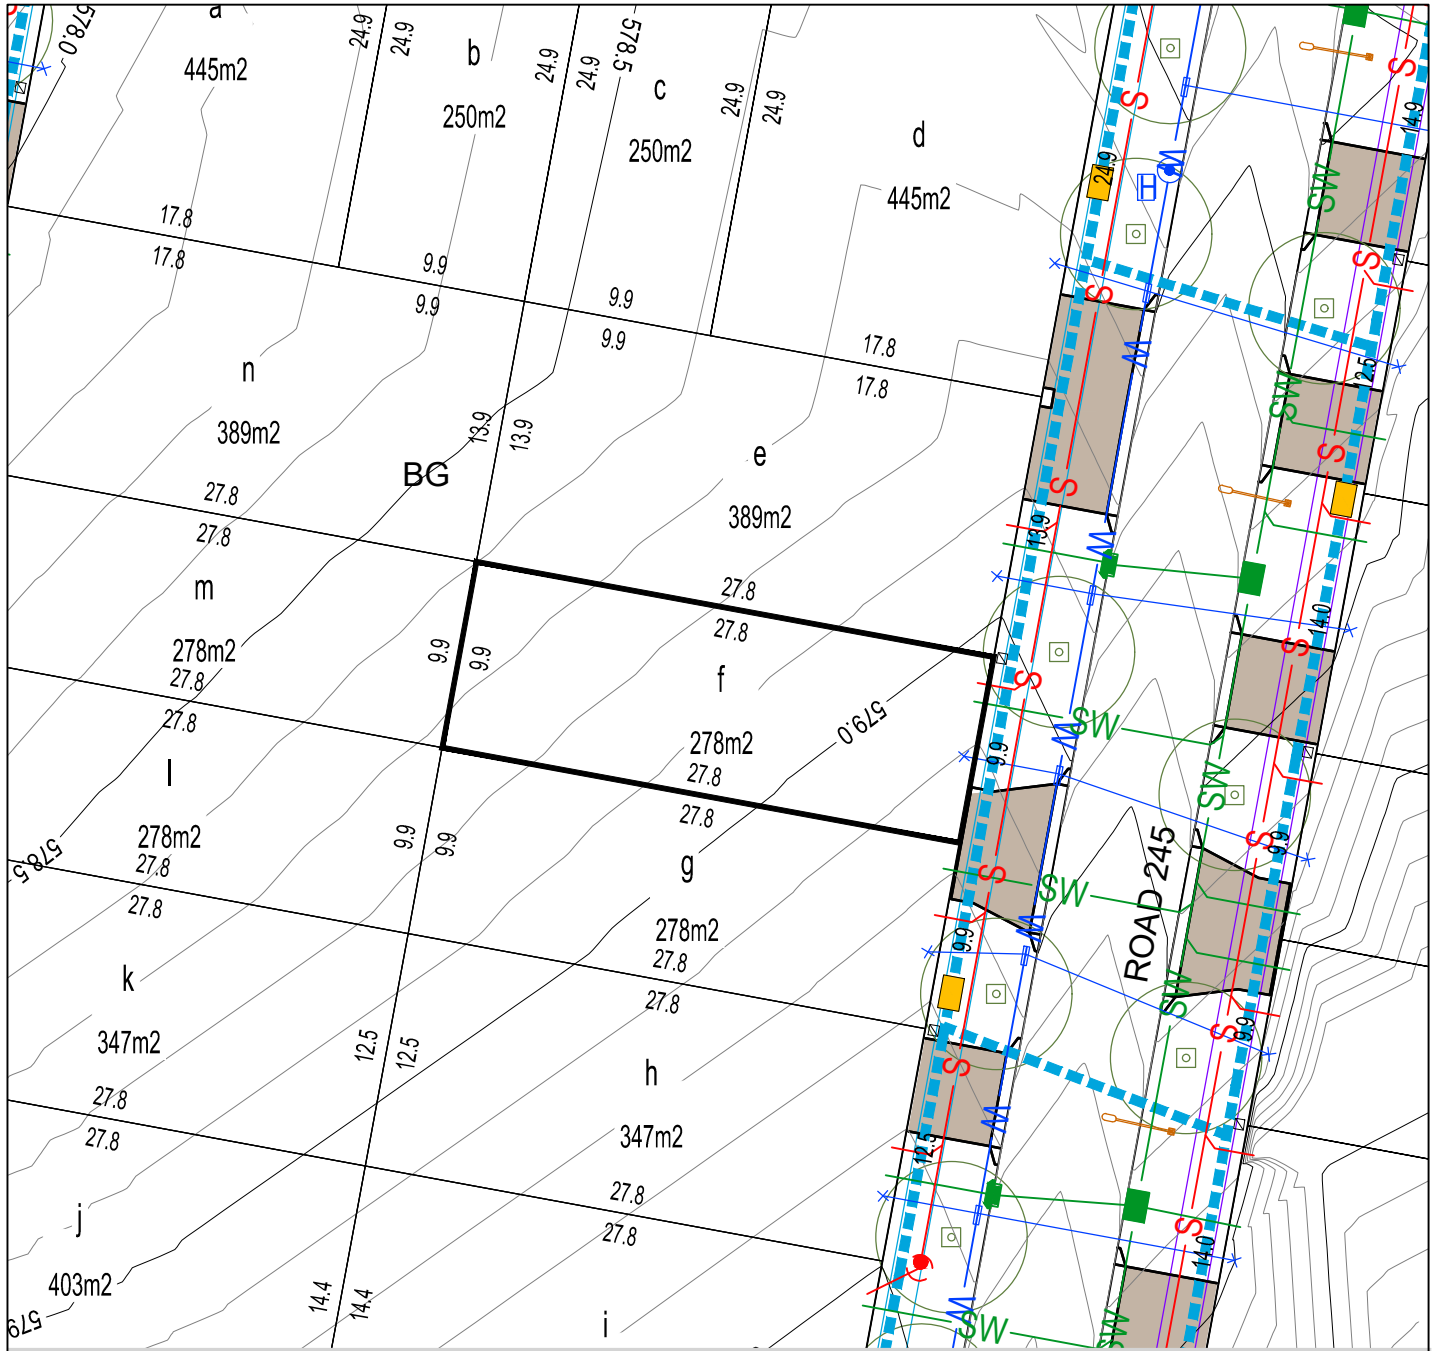 a
445m2
578.0
24.9
24.9
b
250m2
24.9
24.9
578.5
c
250m2
24.9
24.9
d
445m2
24.9
H
W
S
S
SW
14.9
17.8
17.8
9.9
9.9
9.9
9.9
17.8
17.8
S
S
W
12.5
SW
n
389m2
13.9
13.9
BG
e
389m2
S
S
27.8
27.8
13.9
W
27.8
27.8
m
278m2
9.9
9.9
f
278m2
579.0
S
14.0
S
SW
W
9.9
SW
27.8
27.8
27.8
27.8
l
278m2
9.9
9.9
g
278m2
S
SW
W
9.9
ROAD 245
S
9.9
578.5
27.8
27.8
27.8
27.8
k
347m2
12.5
12.5
h
347m2
S
SW
S
9.9
W
12.5
27.8
27.8
27.8
27.8
j
403m2
579
14.4
14.4
i
W
SW
S
14.0
SW